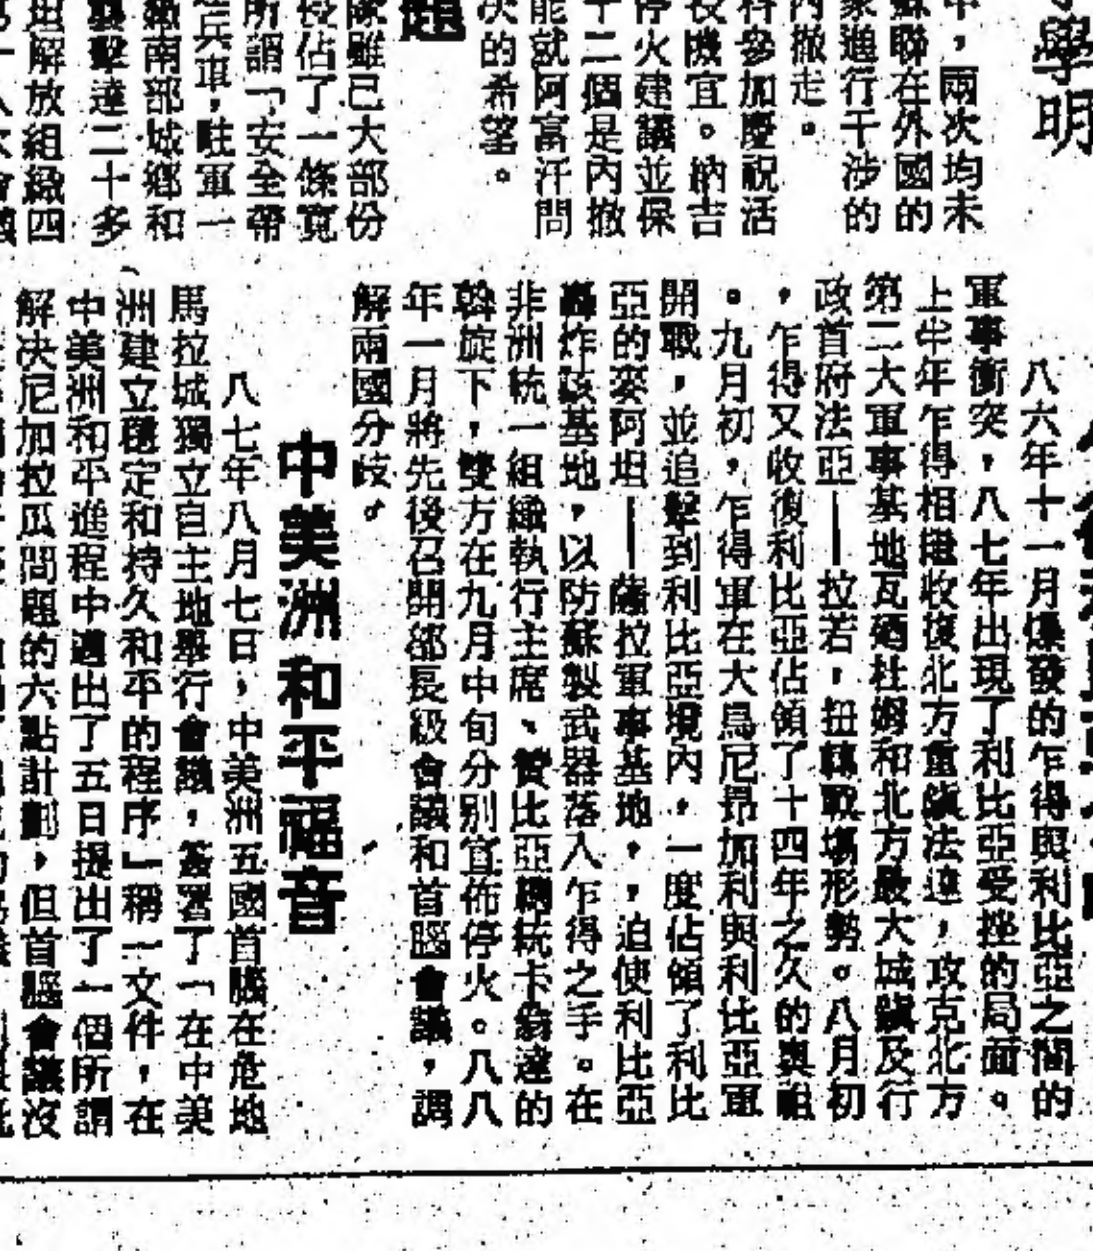 學明
中，兩次均未
蘇聯在外國的
家進行干涉的
內撤走。
科參加慶祝活
役機宜。納吉
停火建議並保
十二個是內撤
能就阿富汗問
决的希望。
題
隊雖已大部份
役佔了一條寬
所謂「安全帶
兵車，駐軍一
緬南部城鄉和
襲擊達二十多
坦解放組織四
八六年十一月爆發的乍得與利比亞之間的
軍事衝突，八七年出現了利比亞受挫的局面。
上半年乍得相繼收復北方重鎮法達，攻克北方
第二大軍事基地瓦西杜姆和北方最大城鎮及行
政首府法亞——拉若，扭轉戰場形勢。八月初
，乍得又收復利比亞佔領了十四年之久的奧祖
。九月初，乍得軍在大烏尼昂加利與利比亞軍
開戰，並追擊到利比亞境內，一度佔領了利比
亞的麥阿坦——薩拉軍事基地，，迫使利比亞
轟炸該基地，以防蘇製武器落入乍得之手。在
非洲統一組織執行主席、贊比亞總統卡翁達的
斡旋下，雙方在九月中旬分別宣佈停火。八八
年一月將先後召開部長級會議和首腦會議，調
解兩國分歧。
中美洲和平福音
八七年八月七日，中美洲五國首腦在危地
馬拉城獨立自主地舉行會議，簽署了「在中美
洲建立穩定和持久和平的程序」稱一文件，在
中美洲和平進程中邁出了五日提出了一個所謂
解决尼加拉瓜問題的六點計劃，但首腦會議沒